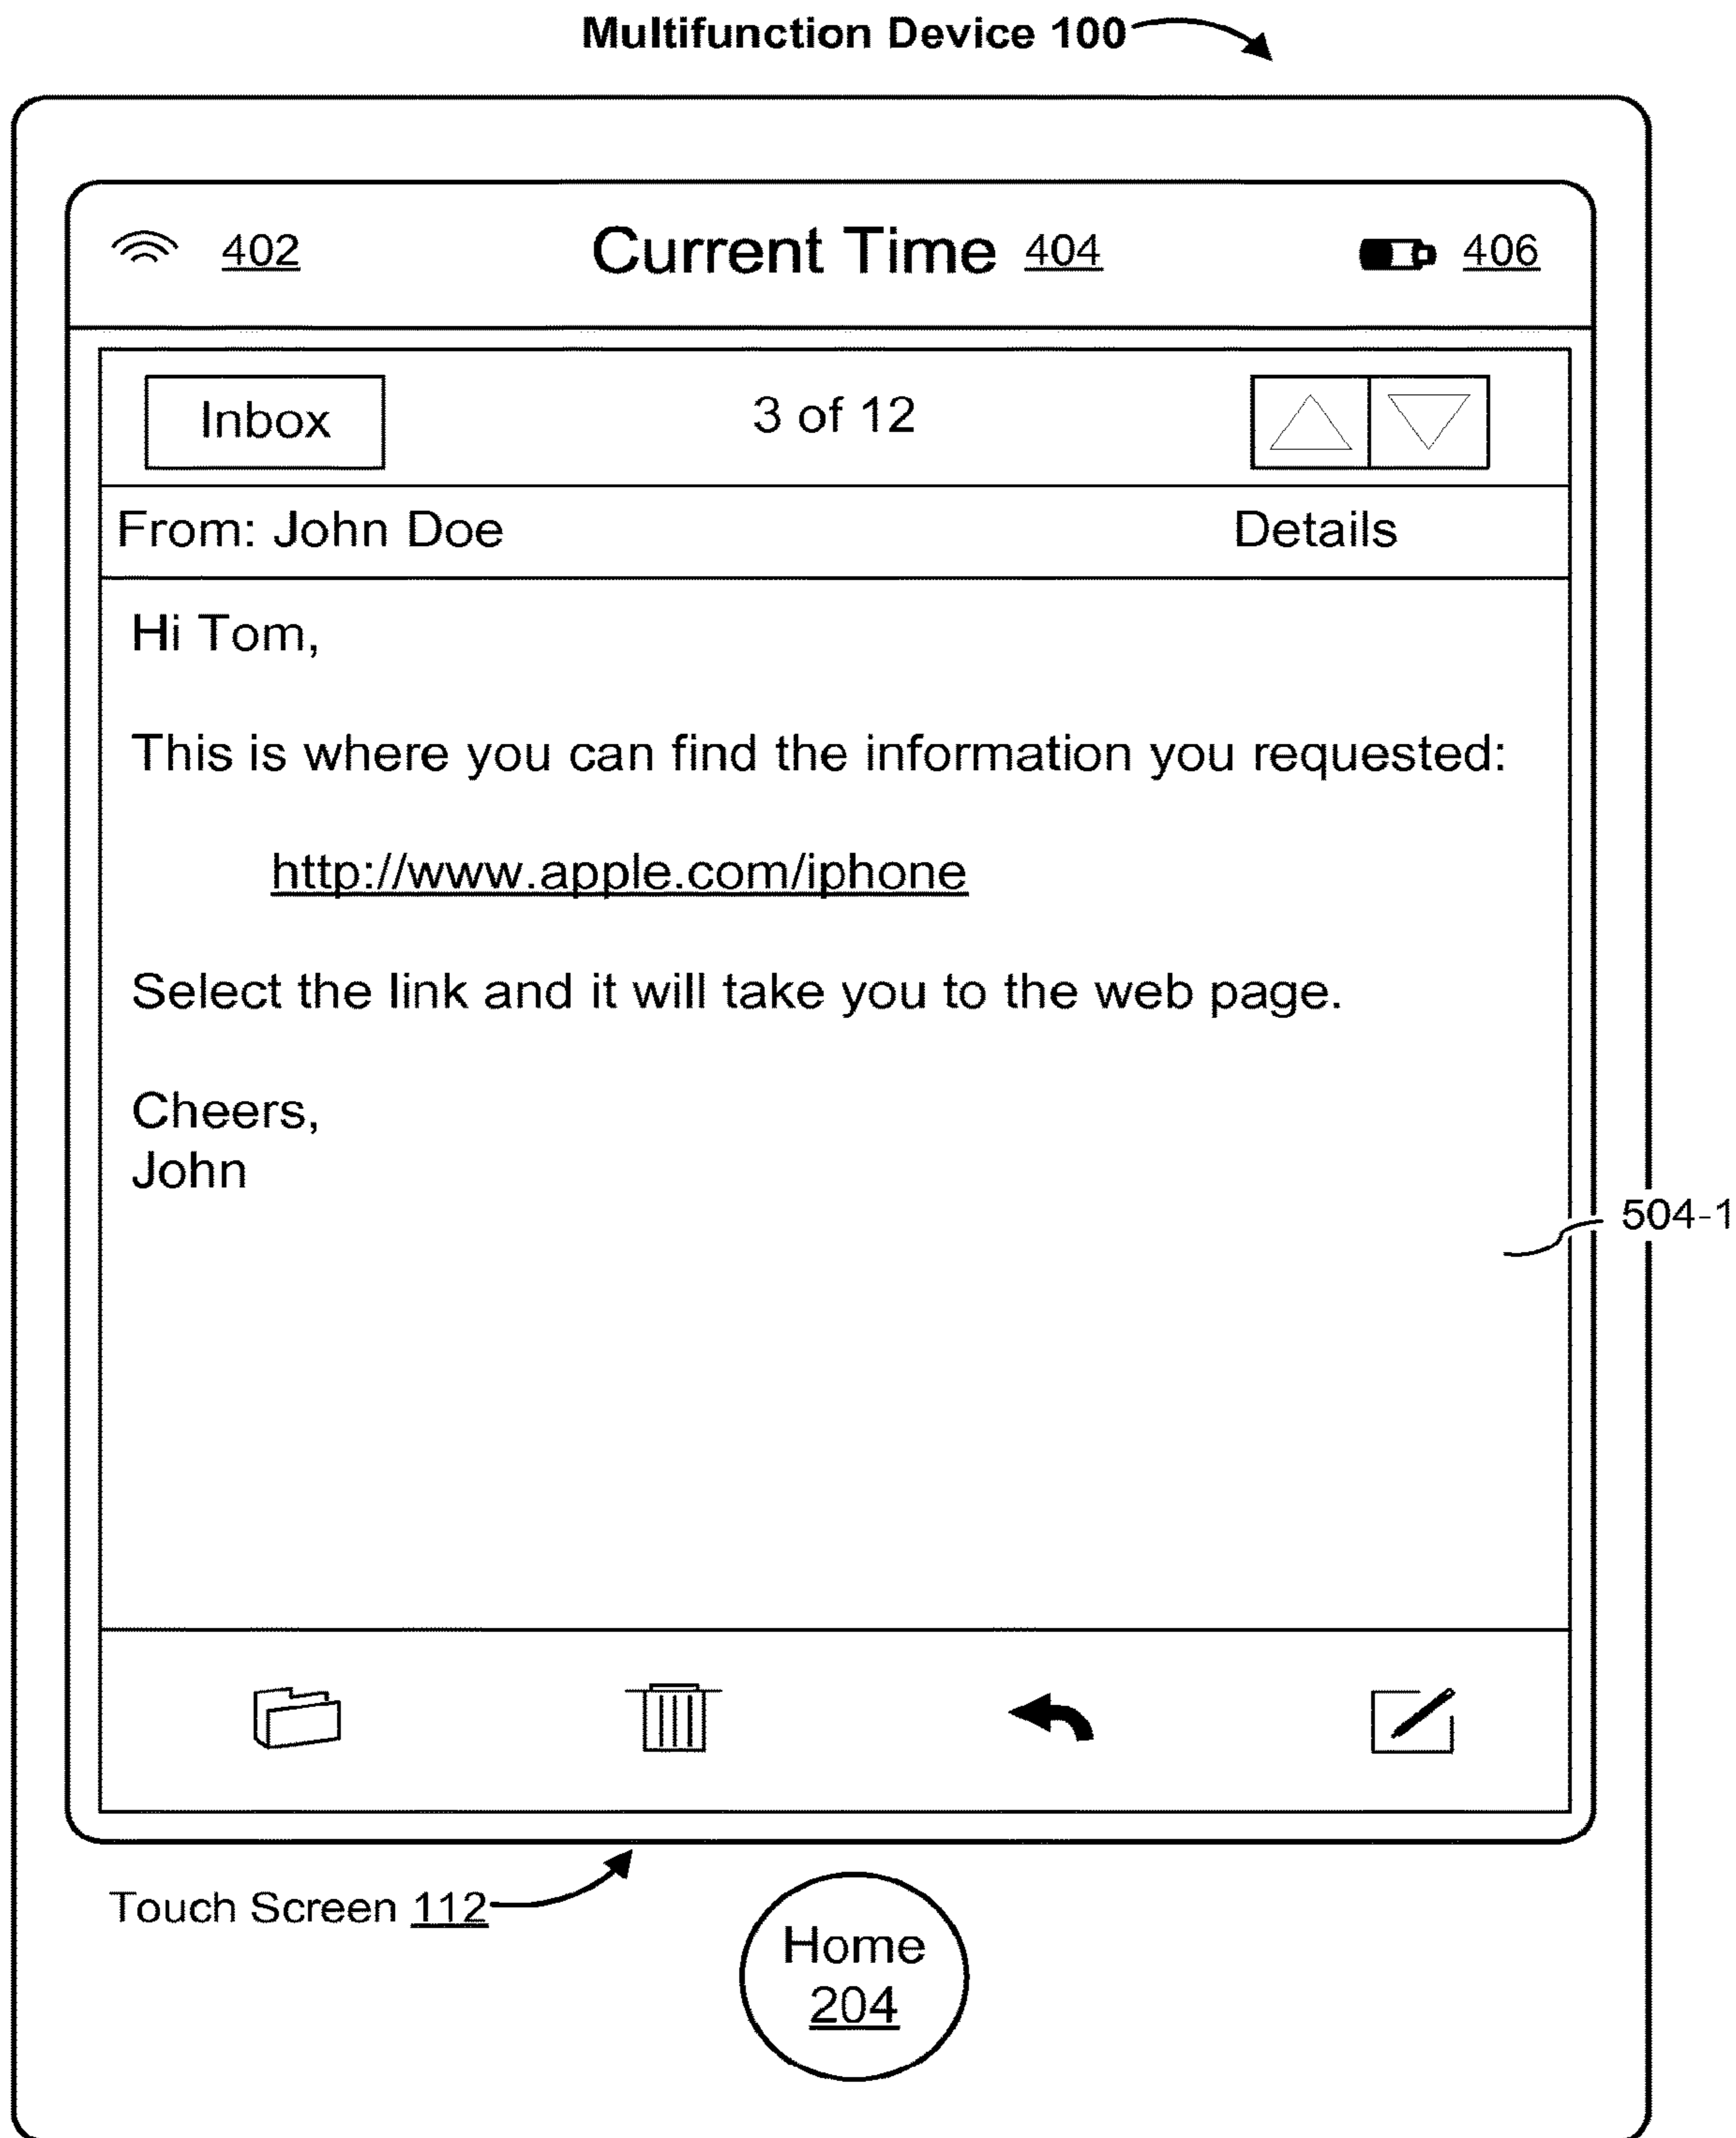 Multifunction Device 100
402 Current Time 404 406
Inbox 3 of 12
From: John Doe Details
Hi Tom,
This is where you can find the information you requested:
http://www.apple.com/iphone
Select the link and it will take you to the web page.
Cheers,
John
504-1
Touch Screen 112
Home
204